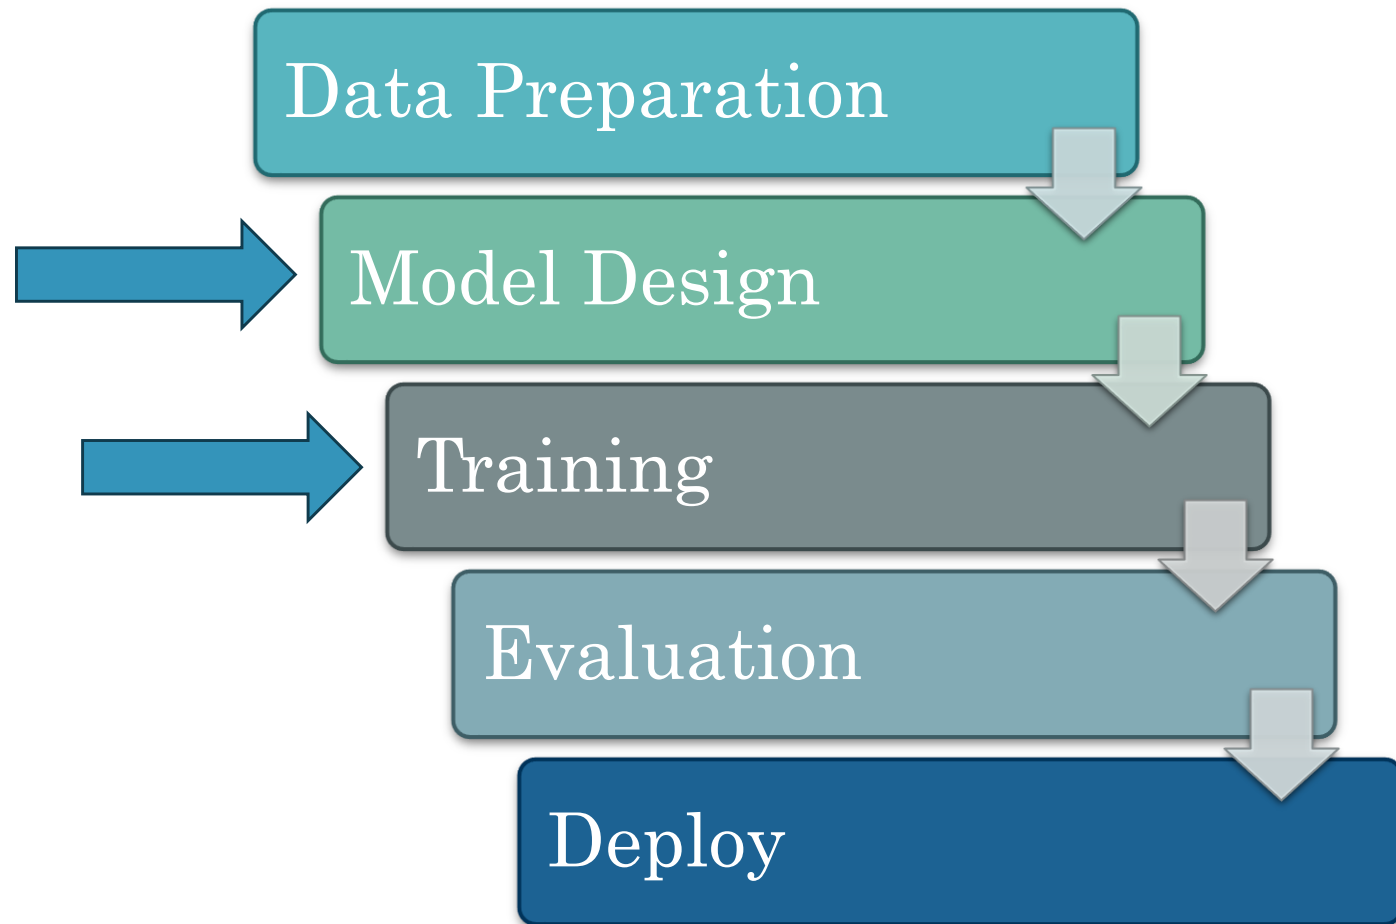 Data Preparation
Model Design
Training
Evaluation
Deploy